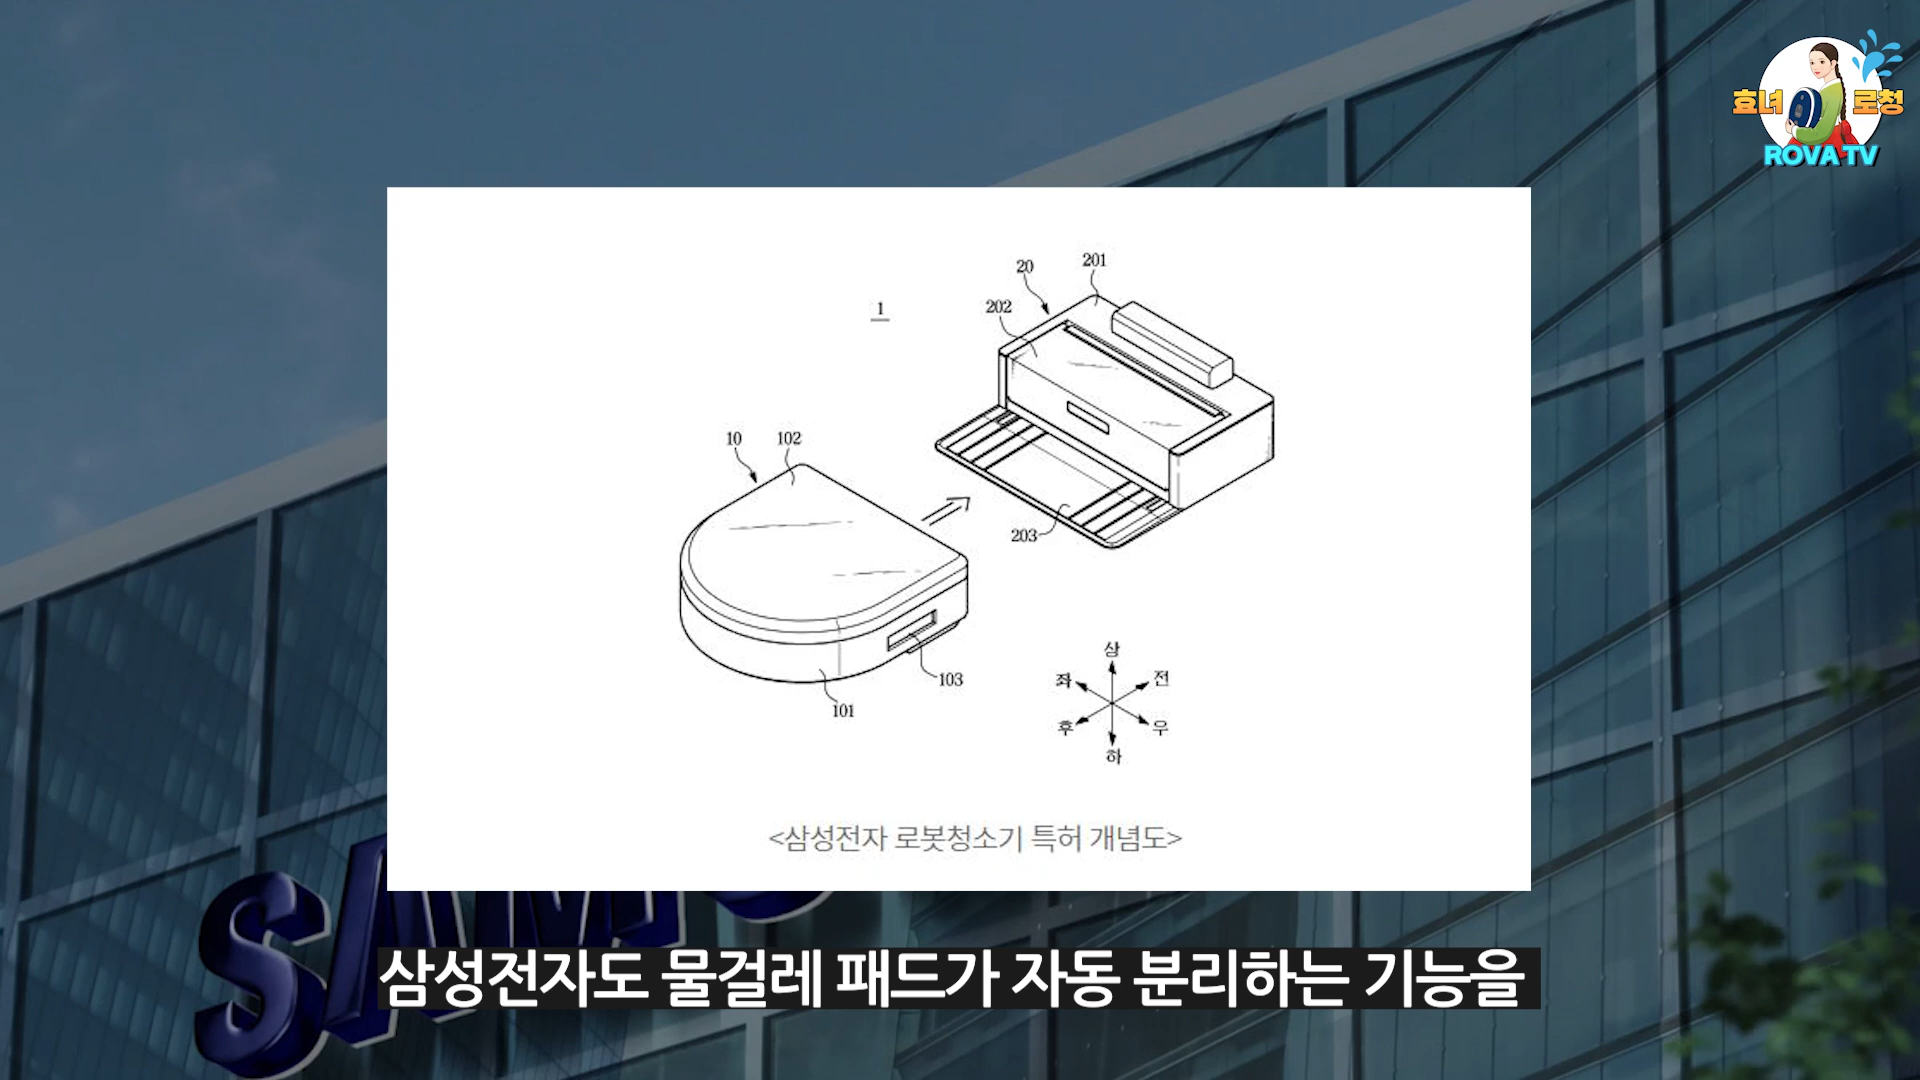 효녀 로청
ROVA TV
1
20
201
202
203
10
102
103
101
상
좌
전
후
우
하
<삼성전자 로봇청소기 특허 개념도>
SAMS
삼성전자도 물걸레 패드가 자동 분리하는 기능을